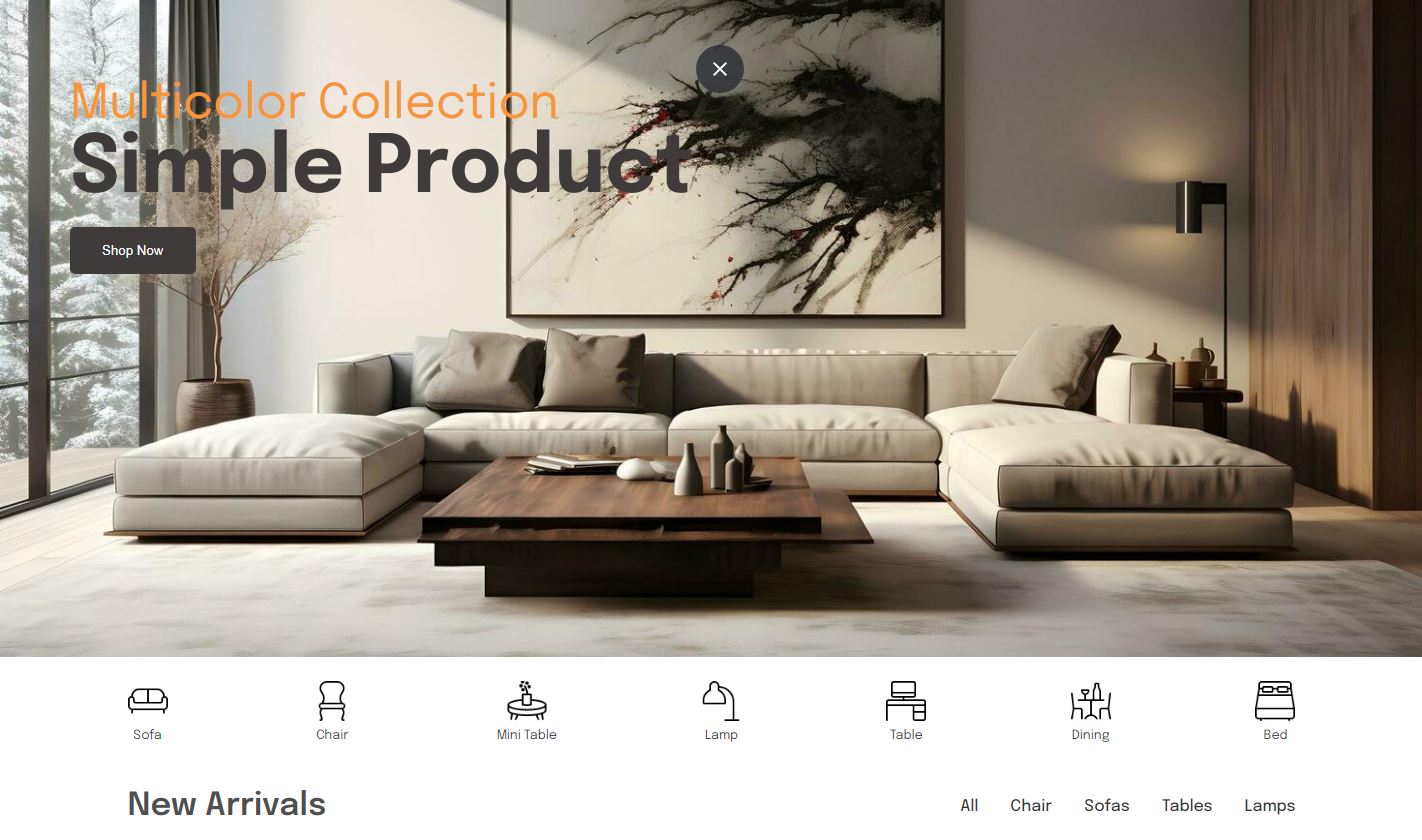 Multicolor Collection
Simple Product
Shop Now
Sofa
Chair
Mini Table
Lamp
Table
Dining
Bed
New Arrivals
All
Chair
Sofas
Tables
Lamps